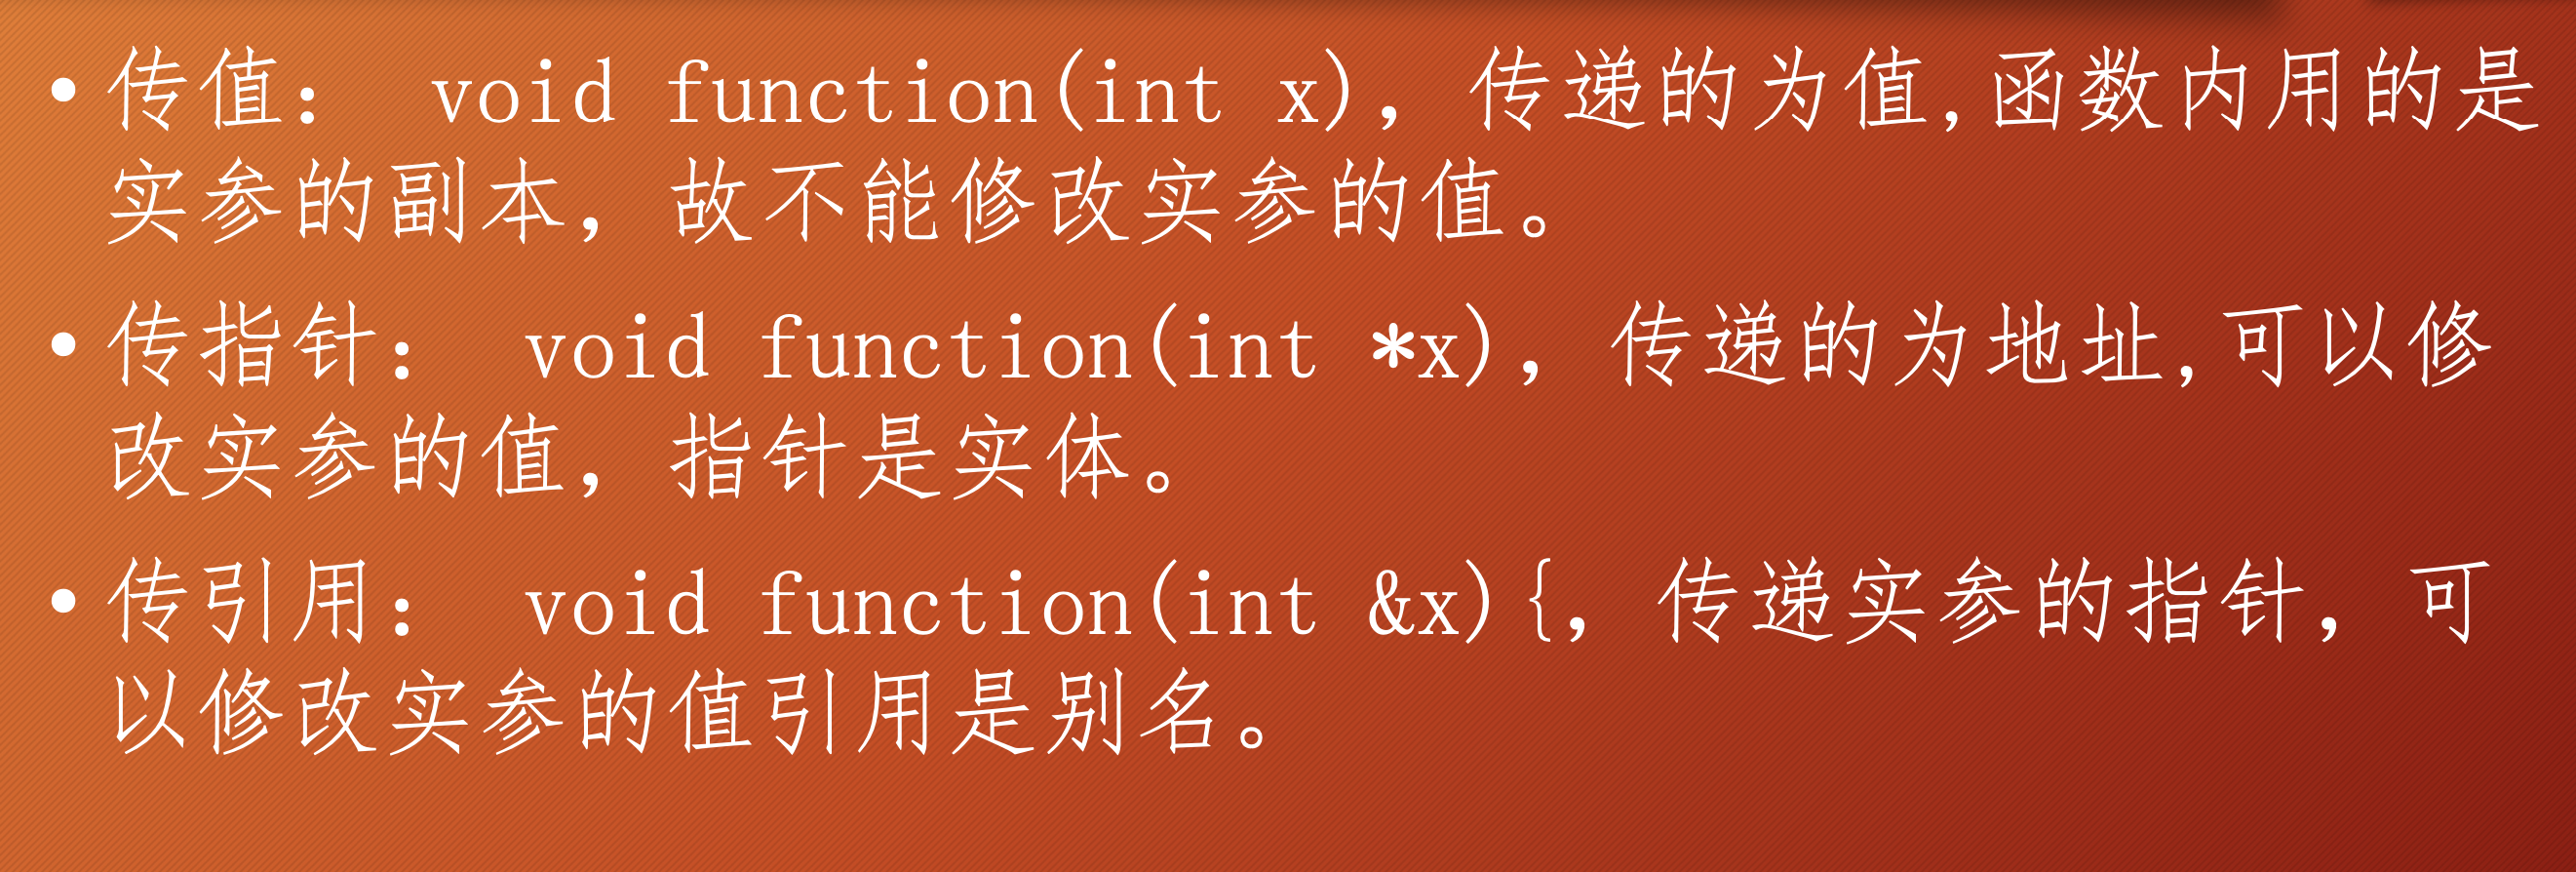 • 传值： void function(int x)，传递的为值,函数内用的是
实参的副本，故不能修改实参的值。
• 传指针： void function(int *x)，传递的为地址,可以修
改实参的值，指针是实体。
• 传引用： void function(int &x){，传递实参的指针，可
以修改实参的值引用是别名。